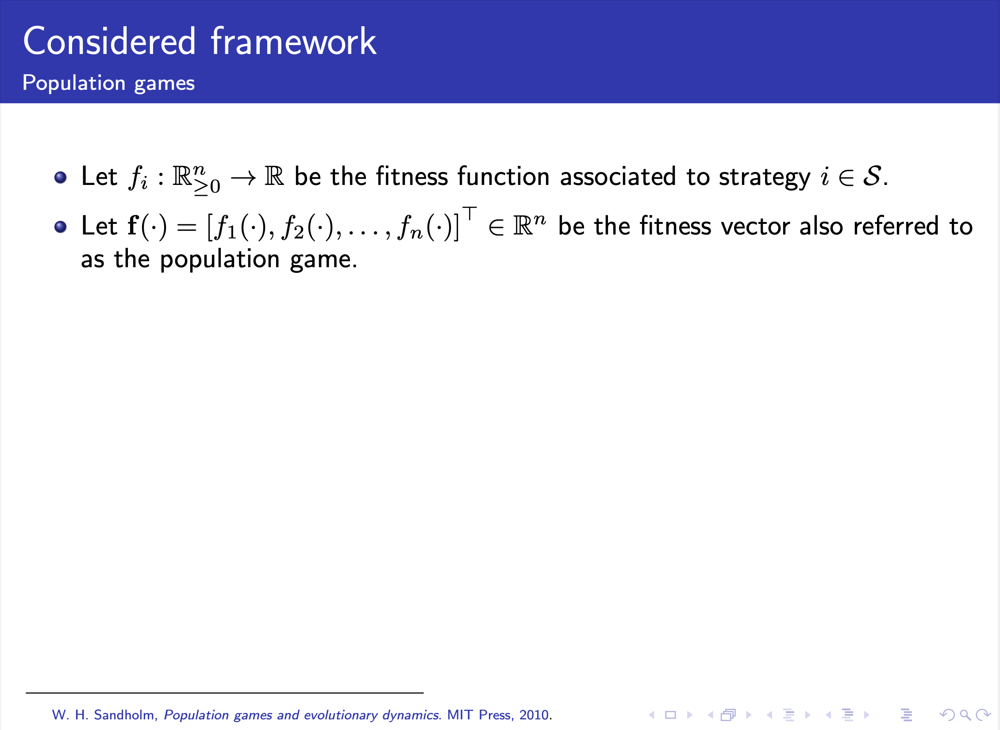 Considered framework
Population games
Let $f_i : \mathbb{R}^n_{\geq 0} \to \mathbb{R}$ be the fitness function associated to strategy $i \in \mathcal{S}$.
Let $\mathbf{f}(\cdot) = [f_1(\cdot), f_2(\cdot), \ldots, f_n(\cdot)]^\top \in \mathbb{R}^n$ be the fitness vector also referred to
as the population game.
W. H. Sandholm, Population games and evolutionary dynamics. MIT Press, 2010.